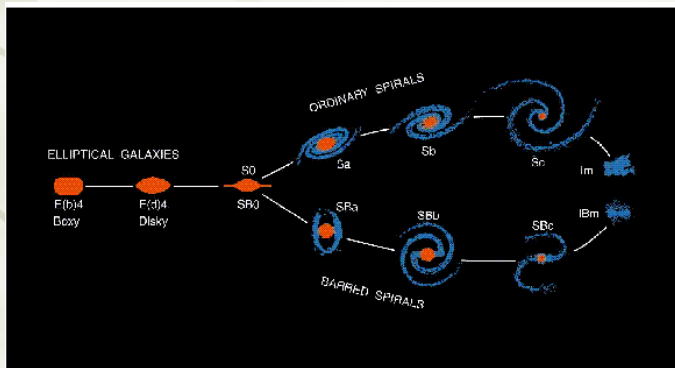 ORDINARY SPIRALS
ELLIPTICAL GALAXIES
E(b)4
Boxy
E(d)4
Disky
S0
SB0
Sa
Sb
Sc
Im
SBa
SBb
SBc
IBm
BARRED SPIRALS